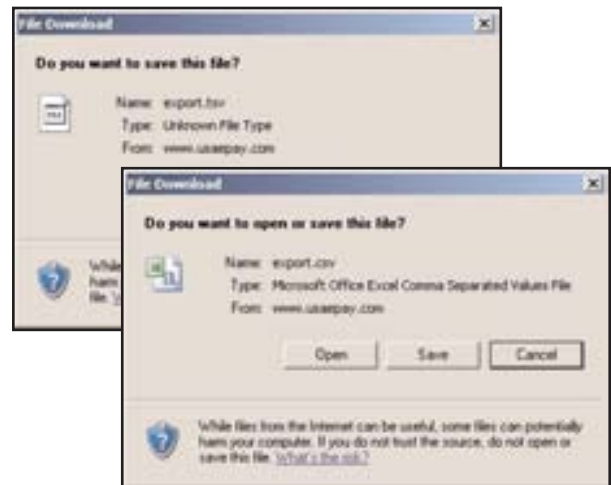 File Download
Do you want to save this file?
Name: export.tsv
Type: Unknown File Type
From: www.usaepay.com
While
harm
file.
File Download
Do you want to open or save this file?
Name: export.csv
Type: Microsoft Office Excel Comma Separated Values File
From: www.usaepay.com
Open Save Cancel
While files from the Internet can be useful, some files can potentially
harm your computer. If you do not trust the source, do not open or
save this file. What's the risk?